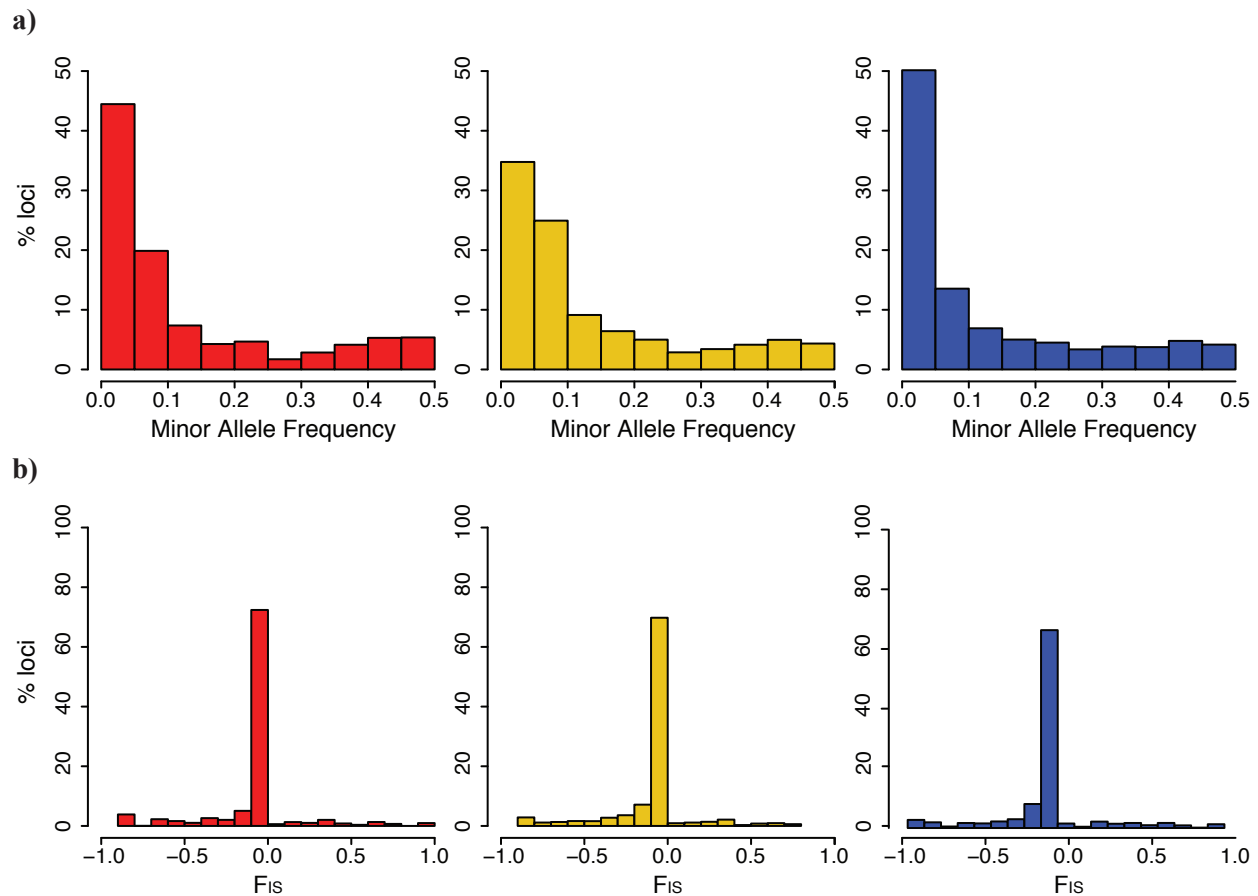 a)
50 50 50
40 40 40
30 30 30
20 20 20
10 10 10
0 0 0
% loci
0.0 0.1 0.2 0.3 0.4 0.5 0.0 0.1 0.2 0.3 0.4 0.5 0.0 0.1 0.2 0.3 0.4 0.5
Minor Allele Frequency Minor Allele Frequency Minor Allele Frequency
b)
100 100 100
80 80 80
60 60 60
40 40 40
20 20 20
0 0 0
% loci
−1.0 −0.5 0.0 0.5 1.0 −1.0 −0.5 0.0 0.5 1.0 −1.0 −0.5 0.0 0.5 1.0
FIS FIS FIS